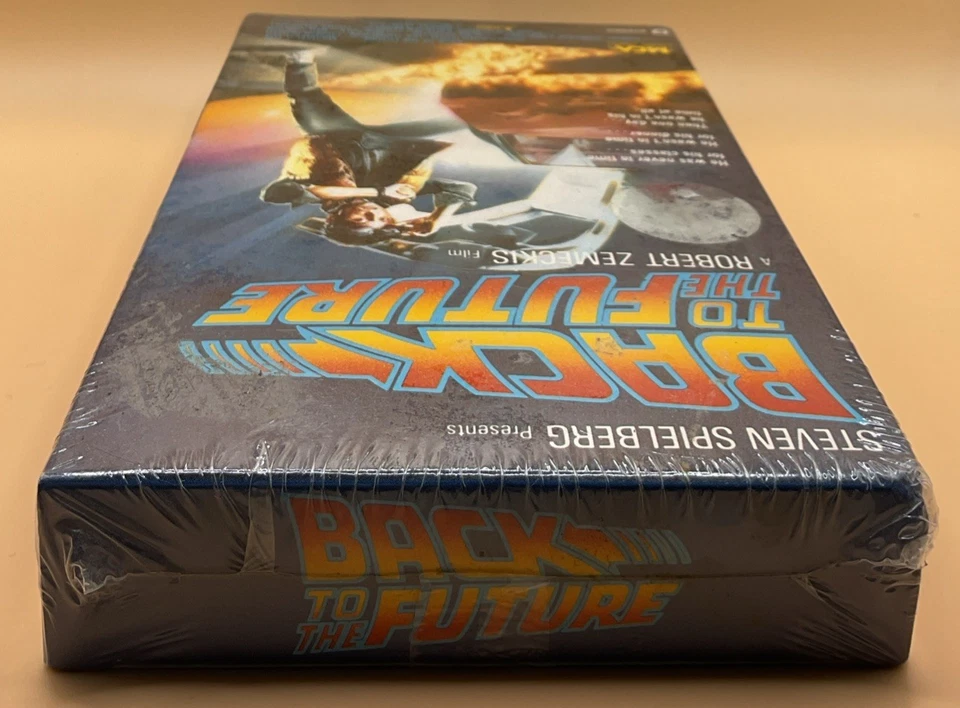 STEVEN SPIELBERG Presents
BACK
TO
THE FUTURE
A ROBERT ZEMECKIS Film
He was never in time
for his classes...
He wasn't in time
for his dinner...
Then one day...
he wasn't in his
time at all.
MCA
BACK
TO
THE FUTURE